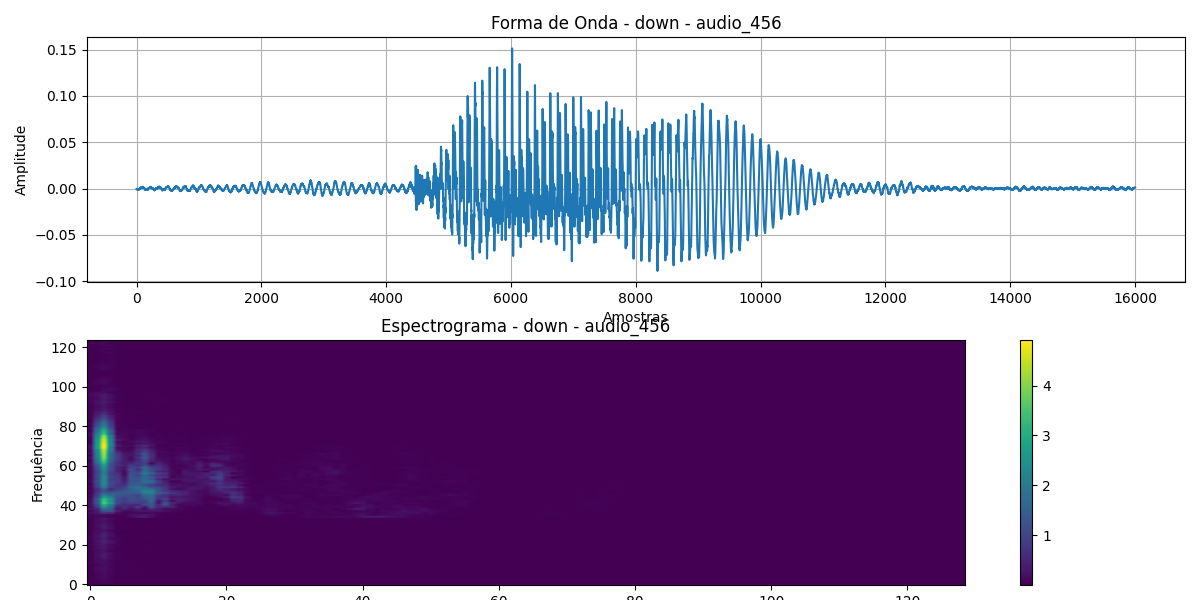 Forma de Onda - down - audio_456
0.15
0.10
0.05
0.00
−0.05
−0.10
Amplitude
0 2000 4000 6000 8000 10000 12000 14000 16000
Amostras
Espectrograma - down - audio_456
120
100
80
60
40
20
0
Frequência
0 20 40 60 80 100 120
4
3
2
1